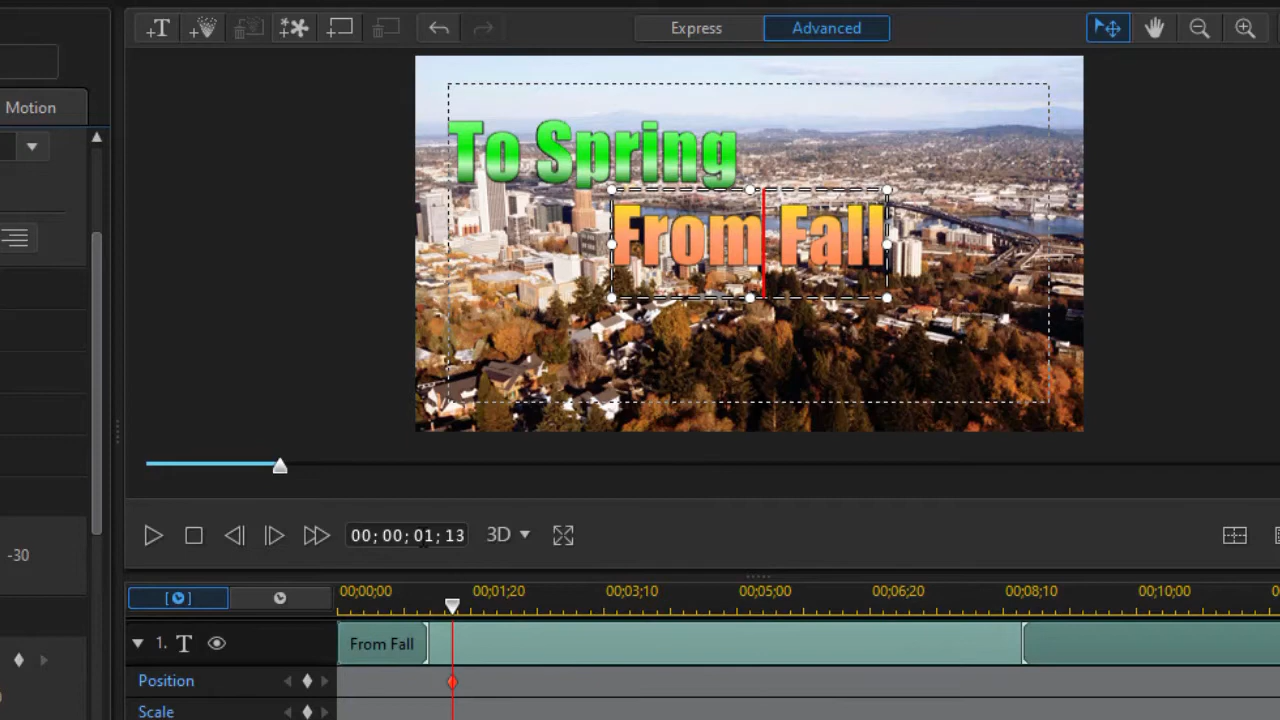 Express
Advanced
Motion
To Spring
From Fall
-30
00; 00; 01; 13
3D
00;00;00
00;01;20
00;03;10
00;05;00
00;06;20
00;08;10
00;10;00
1. T
From Fall
Position
Scale